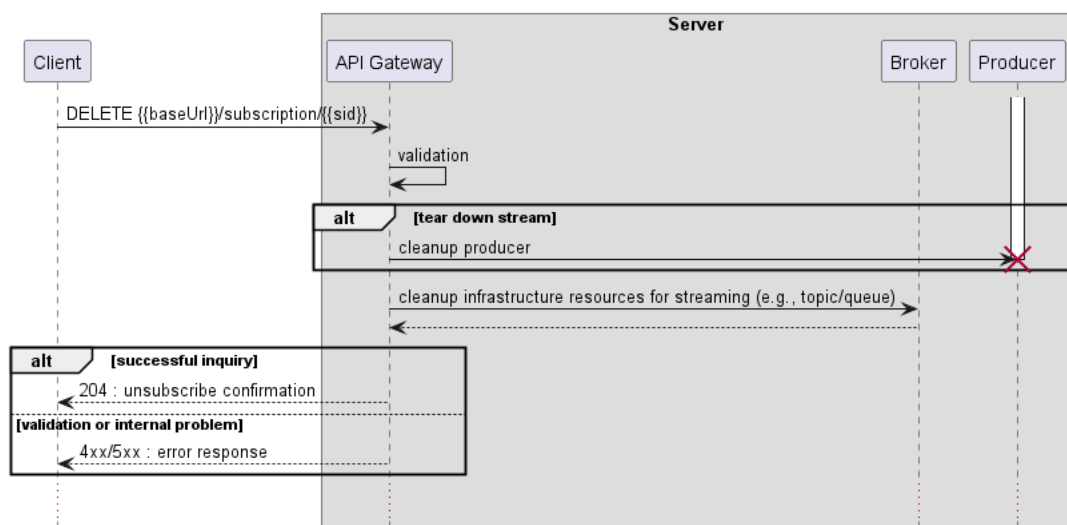 Server
Client
API Gateway
Broker
Producer
DELETE {{baseUrl}}/subscription/{{sid}}
validation
alt
[tear down stream]
cleanup producer
cleanup infrastructure resources for streaming (e.g., topic/queue)
alt
[successful inquiry]
204 : unsubscribe confirmation
[validation or internal problem]
4xx/5xx : error response